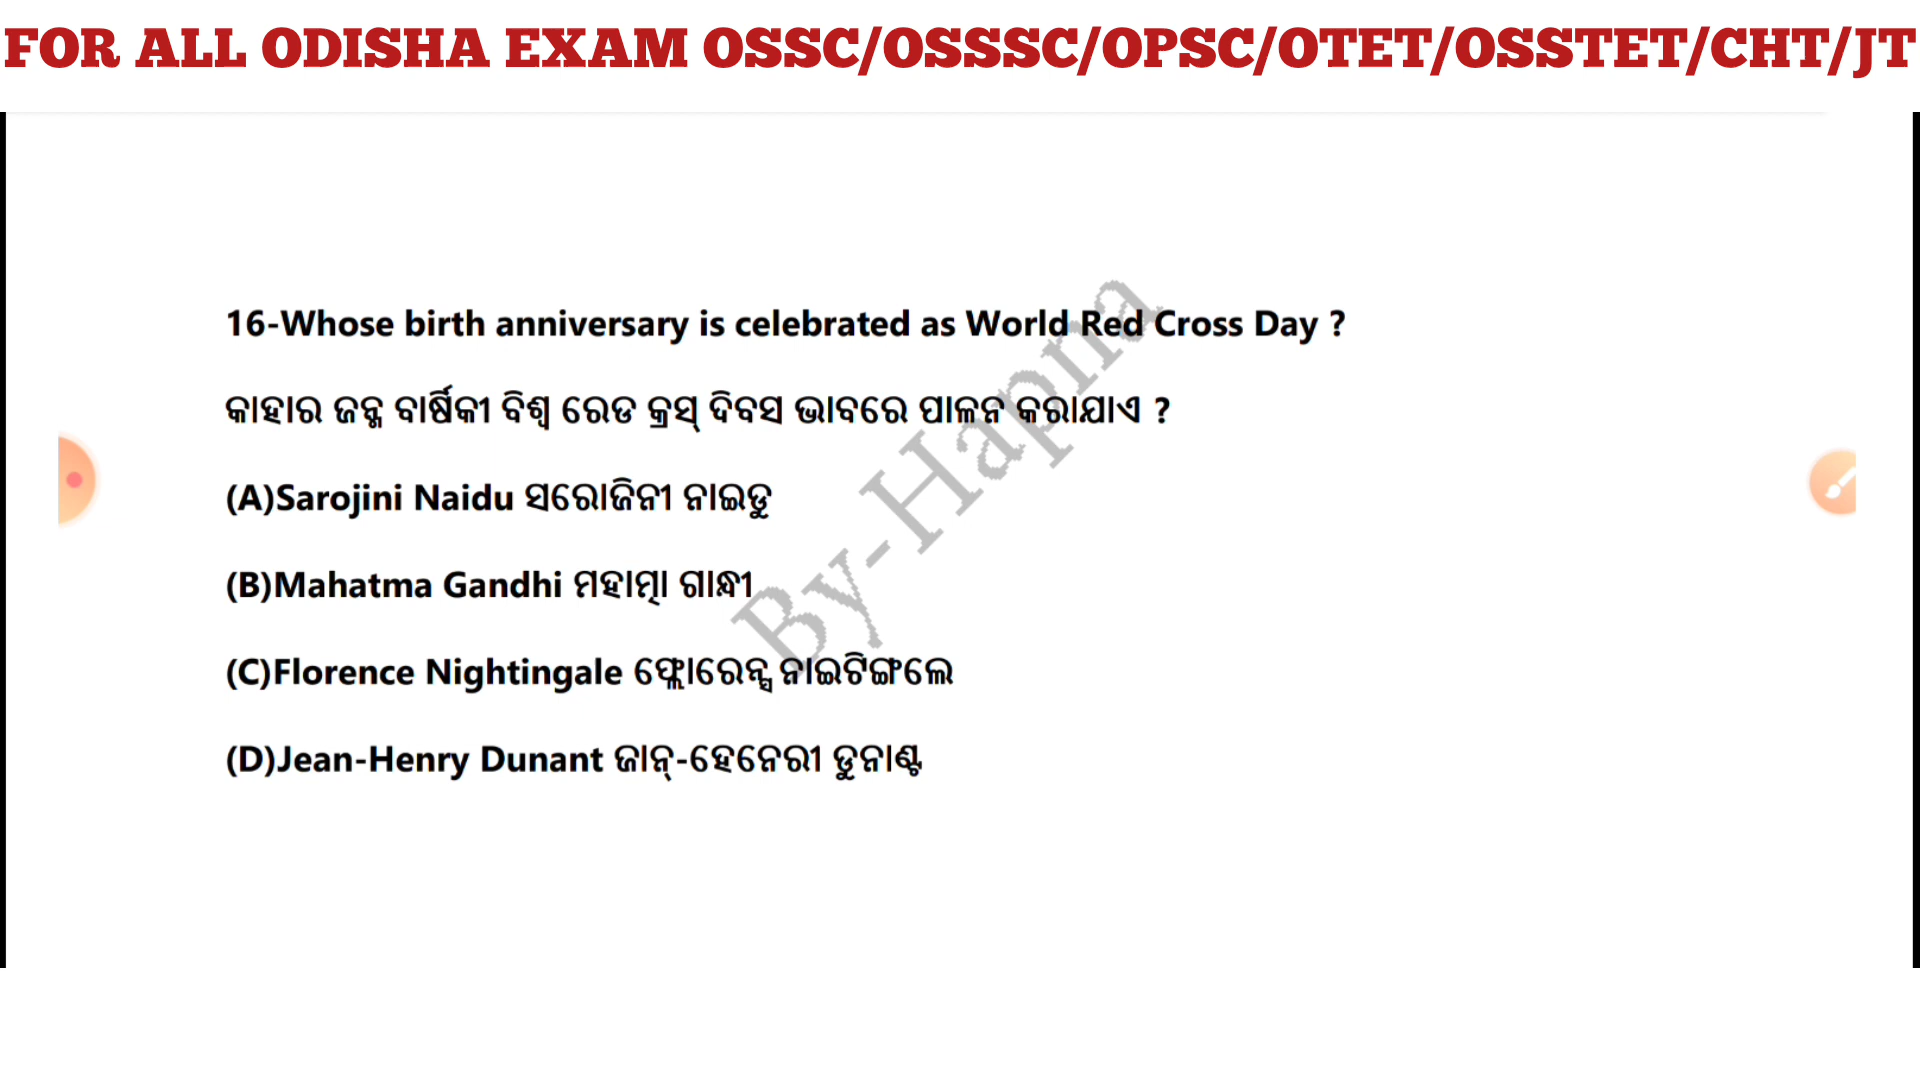 FOR ALL ODISHA EXAM OSSC/OSSSC/OPSC/OTET/OSSTET/CHT/JT
16-Whose birth anniversary is celebrated as World Red Cross Day ?
କାହାର ଜନ୍ମ ବାର୍ଷିକୀ ବିଶ୍ୱ ରେଡ କ୍ରସ୍ ଦିବସ ଭାବରେ ପାଳନ କରାଯାଏ ?
(A)Sarojini Naidu ସରୋଜିନୀ ନାଇଡୁ
(B)Mahatma Gandhi ମହାତ୍ମା ଗାନ୍ଧୀ
(C)Florence Nightingale ଫ୍ଲୋରେନ୍ସ ନାଇଟିଙ୍ଗଲେ
(D)Jean-Henry Dunant ଜାନ୍-ହେନେରୀ ଡୁନାଣ୍ଟ
By-Hapna